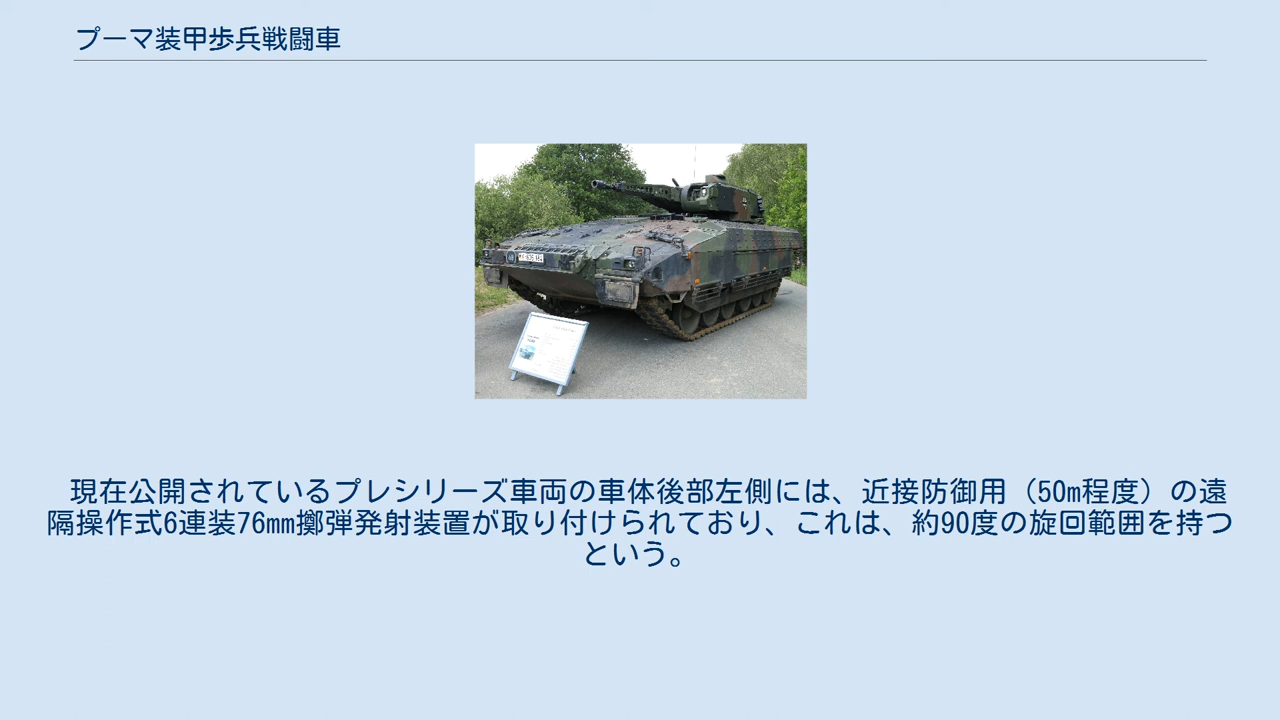 プーマ装甲歩兵戦闘車
現在公開されているプレシリーズ車両の車体後部左側には、近接防御用（50m程度）の遠
隔操作式6連装76mm擲弾発射装置が取り付けられており、これは、約90度の旋回範囲を持つ
という。